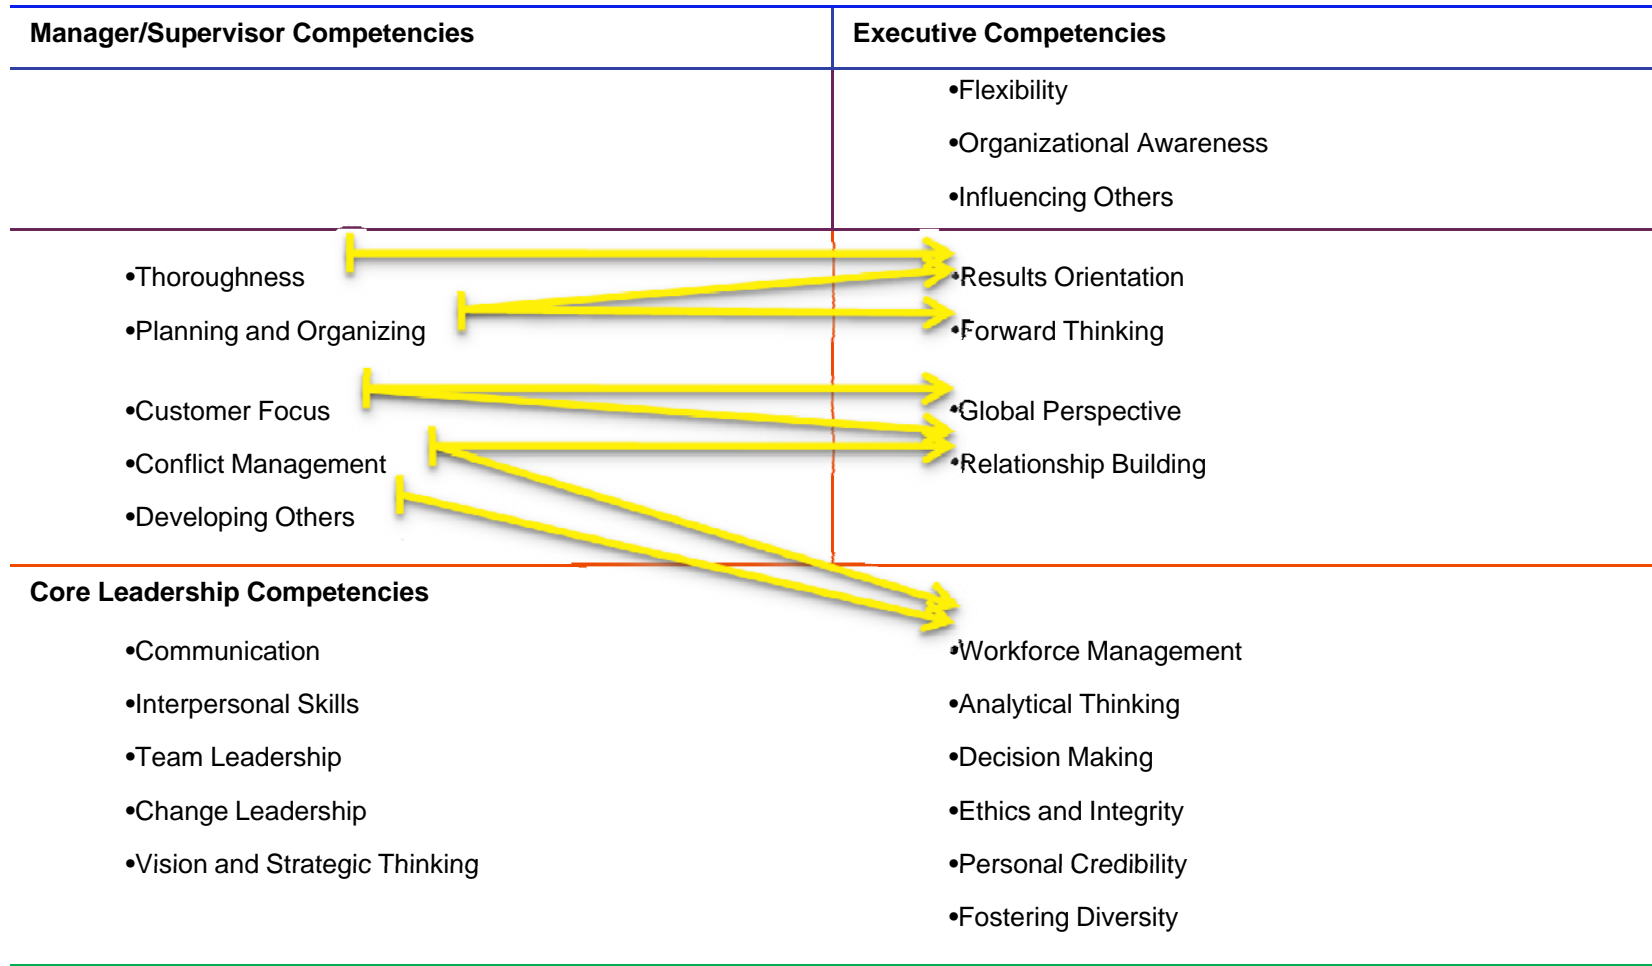 Manager/Supervisor Competencies Executive Competencies
•Flexibility
•Organizational Awareness
•Influencing Others
•Thoroughness •Results Orientation
•Planning and Organizing •Forward Thinking
•Customer Focus •Global Perspective
•Conflict Management •Relationship Building
•Developing Others
Core Leadership Competencies
•Communication •Workforce Management
•Interpersonal Skills •Analytical Thinking
•Team Leadership •Decision Making
•Change Leadership •Ethics and Integrity
•Vision and Strategic Thinking •Personal Credibility
•Fostering Diversity